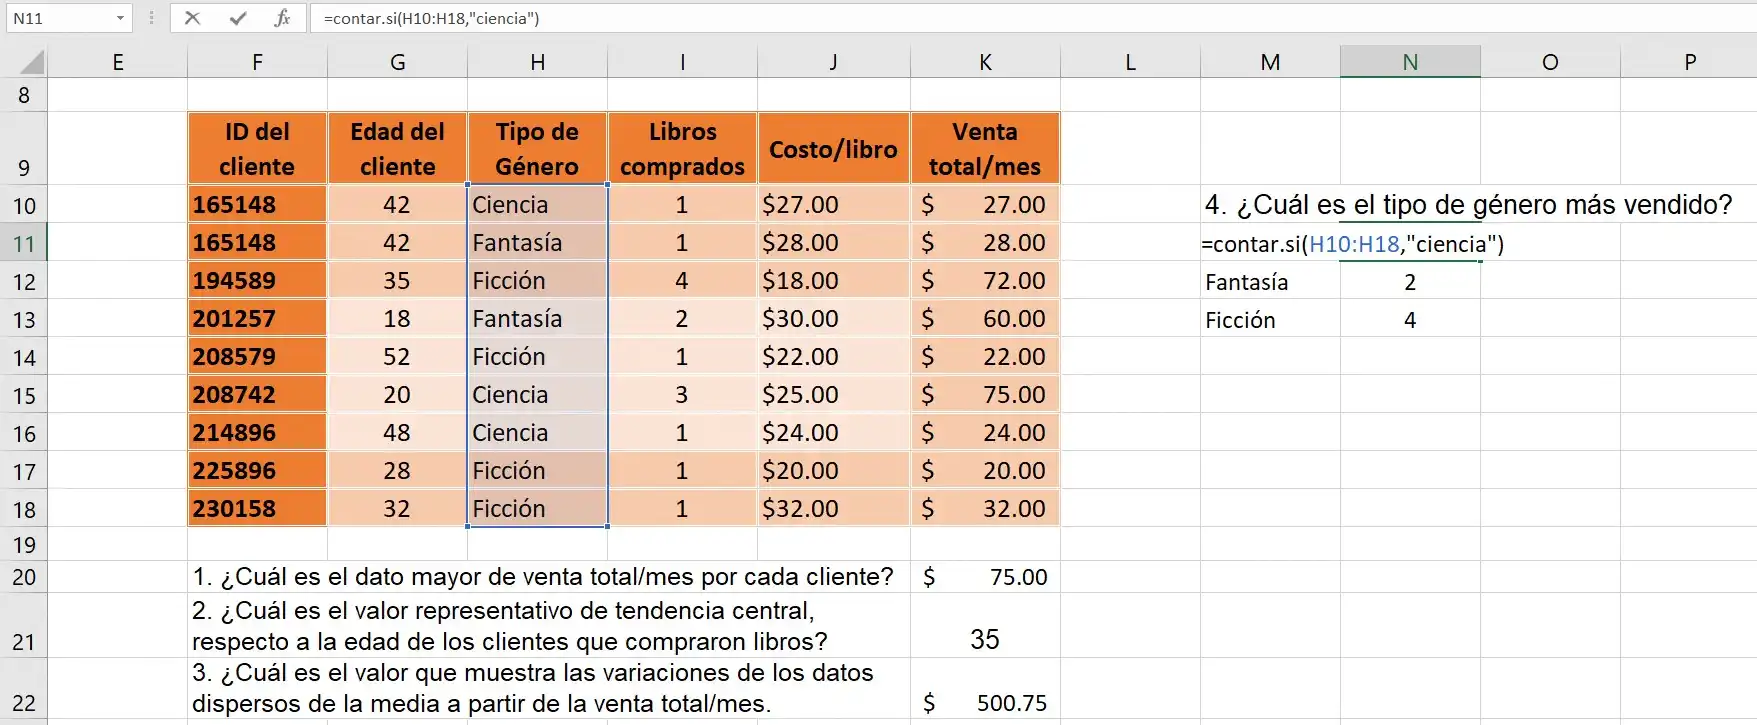 N11 fx =contar.si(H10:H18,"ciencia")
E F G H I J K L M N O P
8
9 ID del cliente Edad del cliente Tipo de Género Libros comprados Costo/libro Venta total/mes
10 165148 42 Ciencia 1 $27.00 $ 27.00 4. ¿Cuál es el tipo de género más vendido?
11 165148 42 Fantasía 1 $28.00 $ 28.00 =contar.si(H10:H18,"ciencia")
12 194589 35 Ficción 4 $18.00 $ 72.00 Fantasía 2
13 201257 18 Fantasía 2 $30.00 $ 60.00 Ficción 4
14 208579 52 Ficción 1 $22.00 $ 22.00
15 208742 20 Ciencia 3 $25.00 $ 75.00
16 214896 48 Ciencia 1 $24.00 $ 24.00
17 225896 28 Ficción 1 $20.00 $ 20.00
18 230158 32 Ficción 1 $32.00 $ 32.00
19
20 1. ¿Cuál es el dato mayor de venta total/mes por cada cliente? $ 75.00
2. ¿Cuál es el valor representativo de tendencia central,
21 respecto a la edad de los clientes que compraron libros? 35
3. ¿Cuál es el valor que muestra las variaciones de los datos
22 dispersos de la media a partir de la venta total/mes. $ 500.75